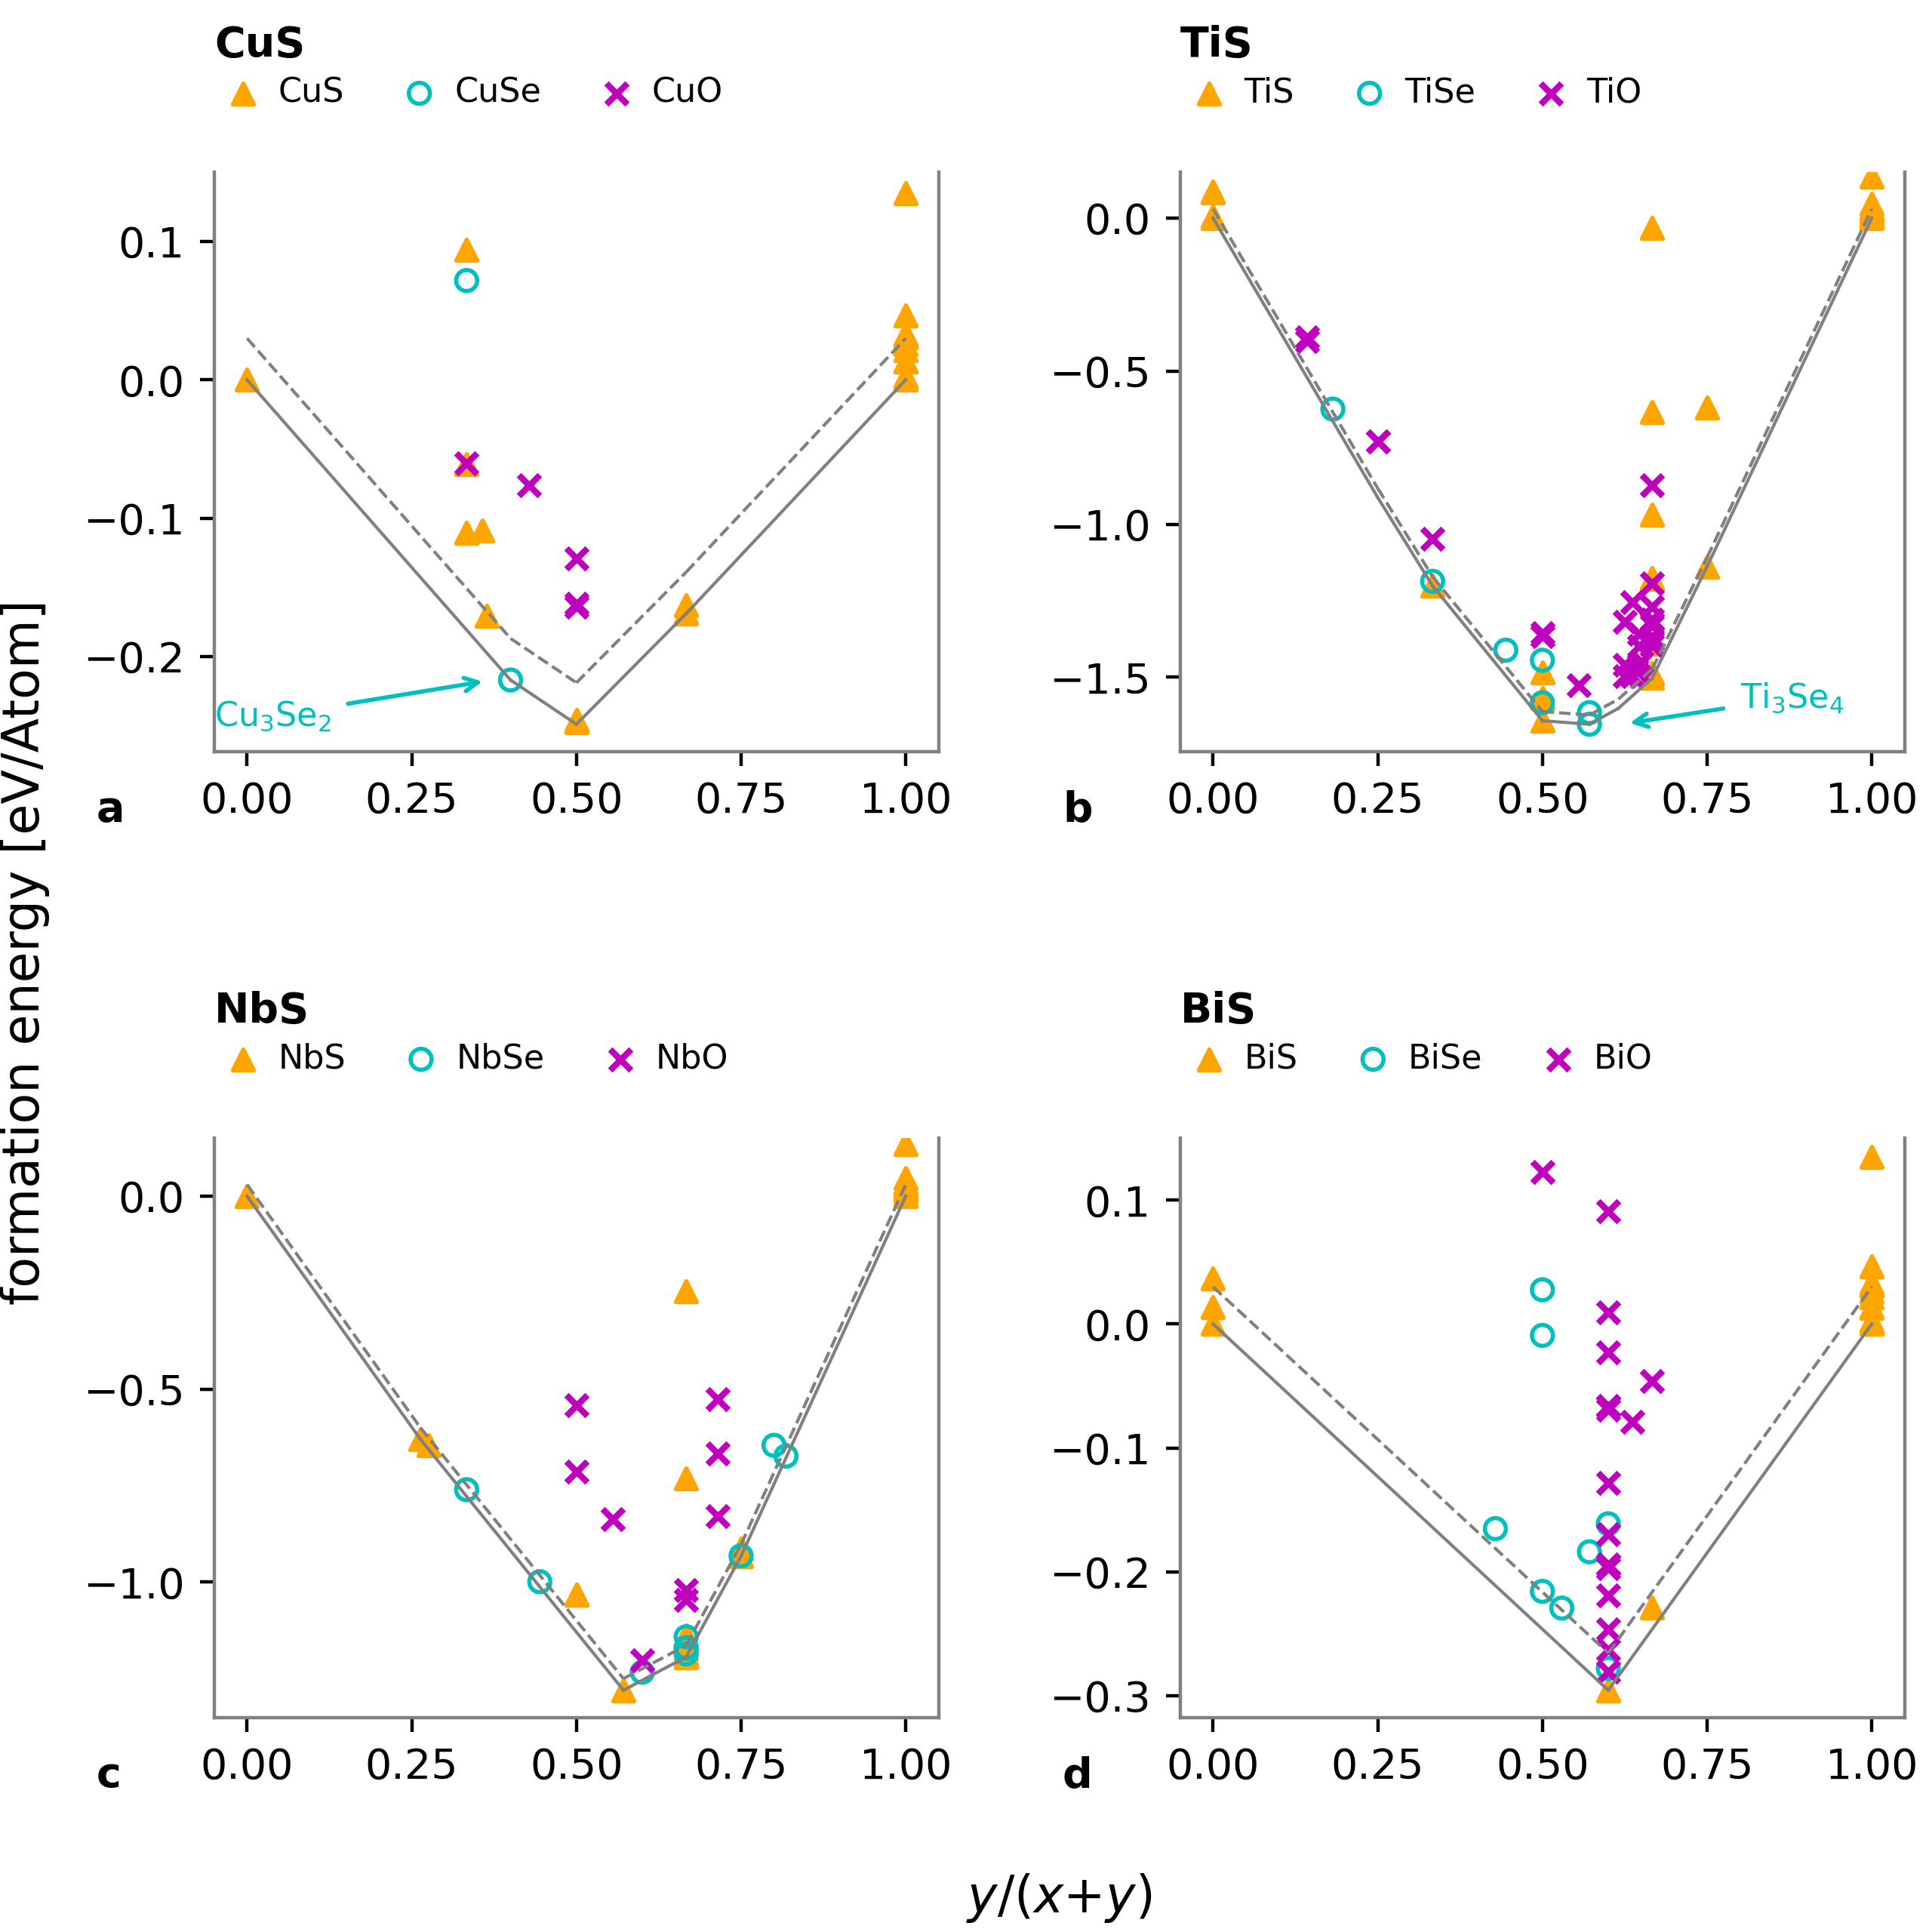 CuS
CuS CuSe CuO
0.1
0.0
−0.1
−0.2
Cu₃Se₂
0.00 0.25 0.50 0.75 1.00
a
TiS
TiS TiSe TiO
0.0
−0.5
−1.0
−1.5
Ti₃Se₄
0.00 0.25 0.50 0.75 1.00
b
formation energy [eV/Atom]
NbS
NbS NbSe NbO
0.0
−0.5
−1.0
0.00 0.25 0.50 0.75 1.00
c
BiS
BiS BiSe BiO
0.1
0.0
−0.1
−0.2
−0.3
0.00 0.25 0.50 0.75 1.00
d
y/(x+y)